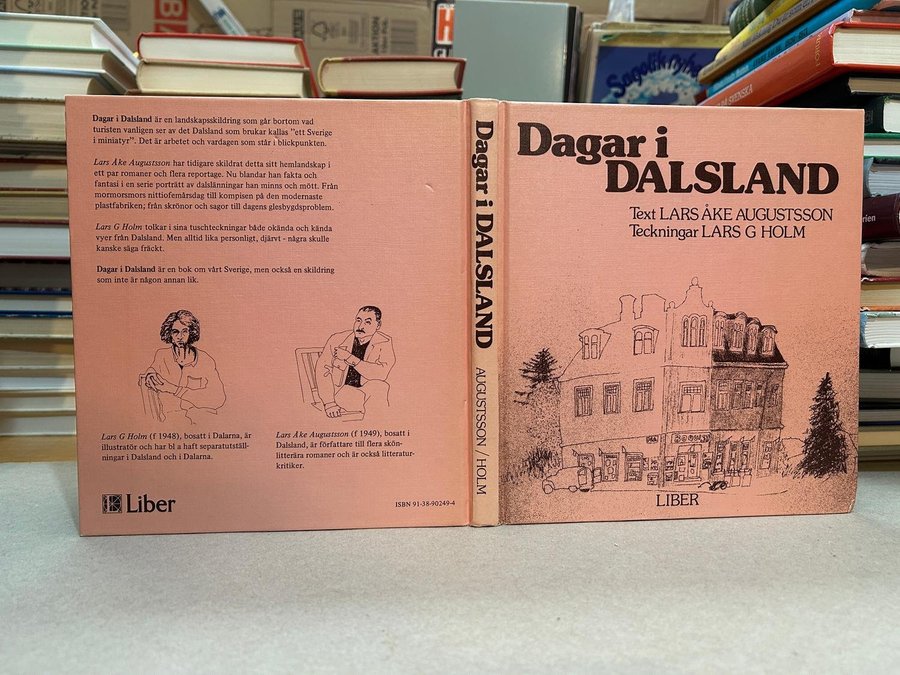 Dagar i Dalsland är en landskapsskildring som går bortom vad
turisten vanligen ser av det Dalsland som brukar kallas "ett Sverige
i miniatyr". Det är arbetet och vardagen som står i blickpunkten.
Lars Åke Augustsson har tidigare skildrat detta sitt hemlandskap i
ett par romaner och flera reportage. Nu blandar han fakta och
fantasi i en serie porträtt av dalslänningar han minns och mött. Från
mormorsmors nittiofemårsdag till kompisen på den modernaste
plastfabriken; från skrönor och sagor till dagens glesbygdsproblem.
Lars G Holm tolkar i sina tuschteckningar både okända och kända
vyer från Dalsland. Men alltid lika personligt, djärvt - några skulle
kanske säga fräckt.
Dagar i Dalsland är en bok om vårt Sverige, men också en skildring
som inte är någon annan lik.
Lars G Holm (f 1948), bosatt i Dalarna, är
illustratör och har bl a haft separatutställ-
ningar i Dalsland och i Dalarna.
Lars Åke Augustsson (f 1949), bosatt i
Dalsland, är författare till flera skön-
litterära romaner och är också litteratur-
kritiker.
Liber
ISBN 91-38-90249-4
Dagar i DALSLAND
AUGUSTSSON / HOLM
Dagar i
DALSLAND
Text LARS ÅKE AUGUSTSSON
Teckningar LARS G HOLM
LIBER